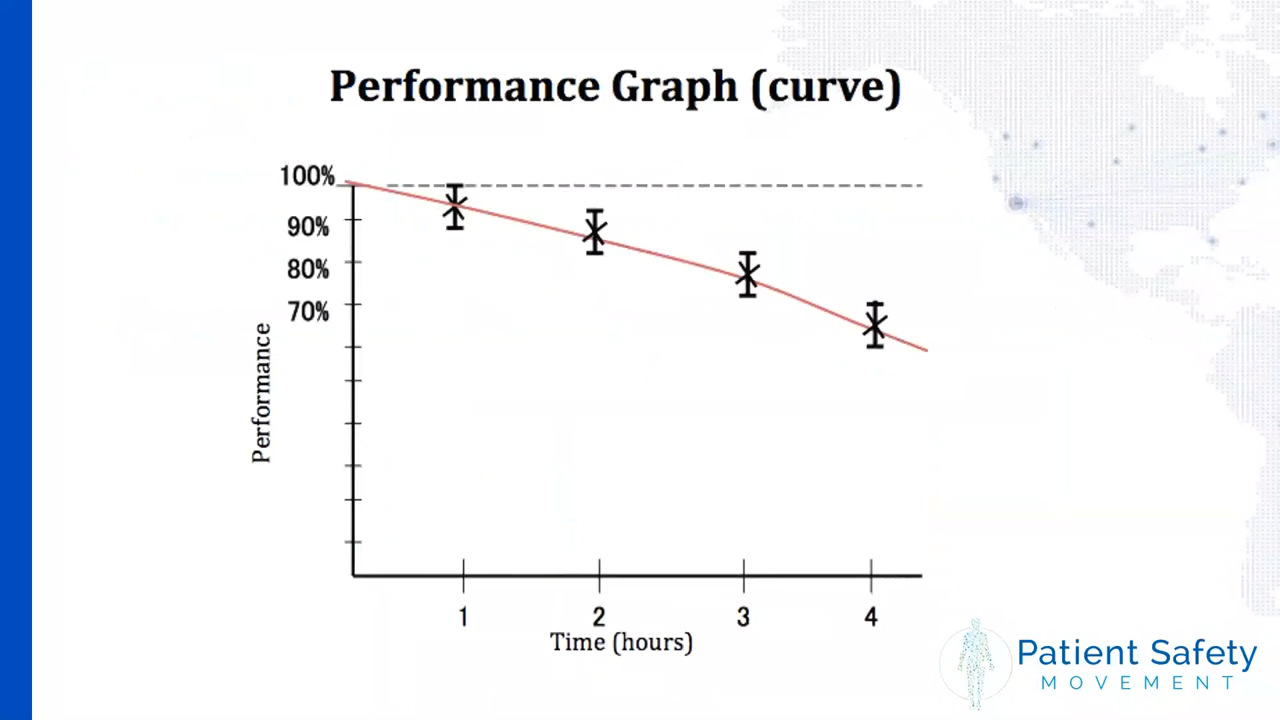 Performance Graph (curve)
100%
90%
80%
70%
Performance
1 2 3 4
Time (hours)
Patient Safety
MOVEMENT